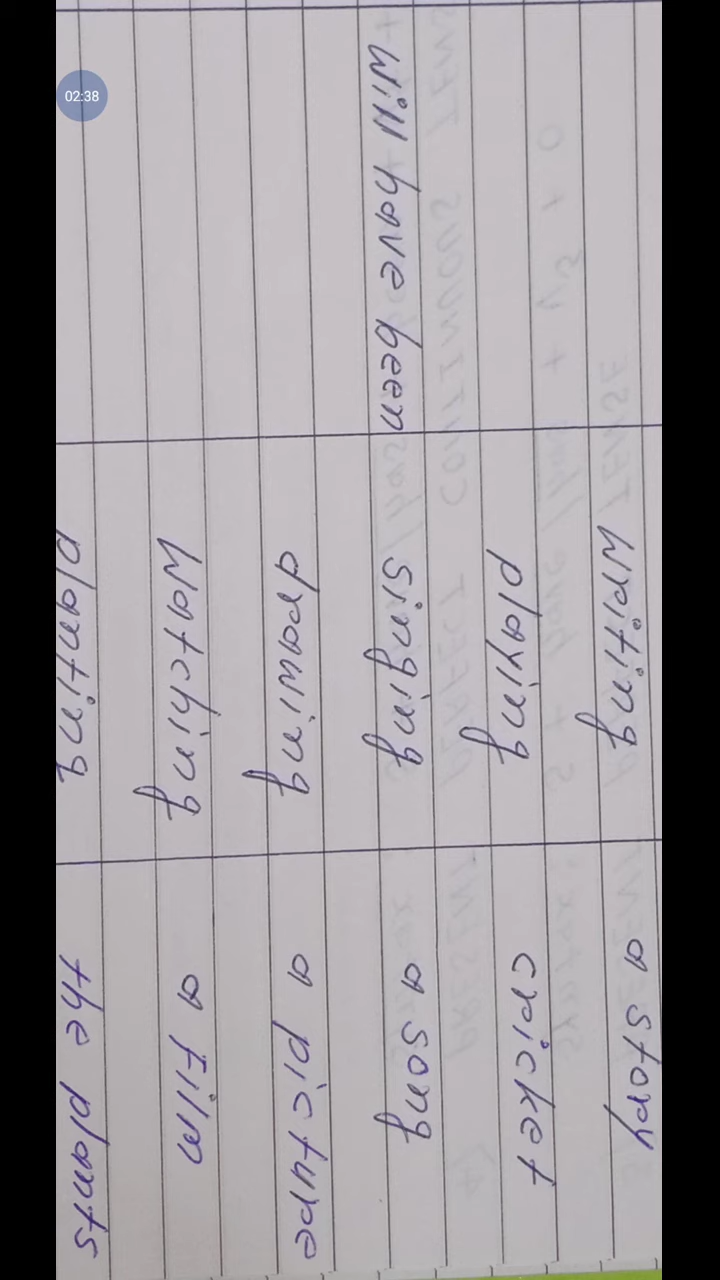 02:38
writing a story
playing cricket
Will have been singing a song
drawing a picture
Watching a film
planting the plants